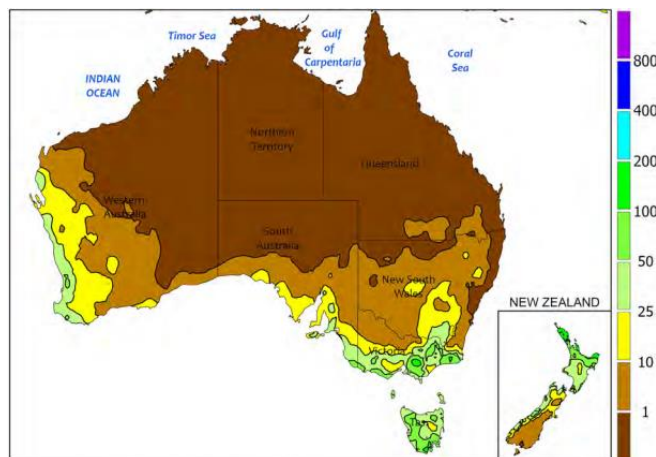 Timor Sea
Gulf
of
Carpentaria
Coral
Sea
INDIAN
OCEAN
Northern
Territory
Queensland
Western
Australia
South
Australia
New South
Wales
Victoria
NEW ZEALAND
800
400
200
100
50
25
10
1